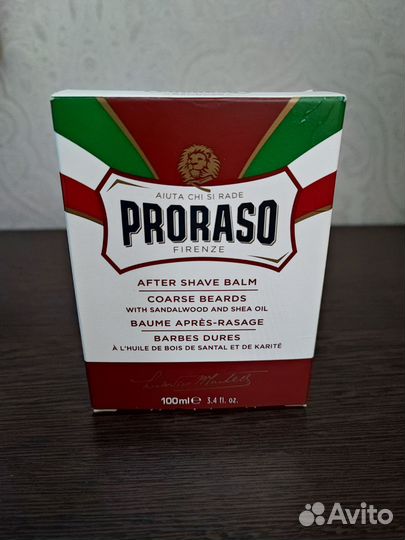 AIUTA CHI SI RADE
PRORASO
FIRENZE
AFTER SHAVE BALM
COARSE BEARDS
WITH SANDALWOOD AND SHEA OIL
BAUME APRÈS-RASAGE
BARBES DURES
À L'HUILE DE BOIS DE SANTAL ET DE KARITÉ
100ml e 3.4 fl. oz.
Avito